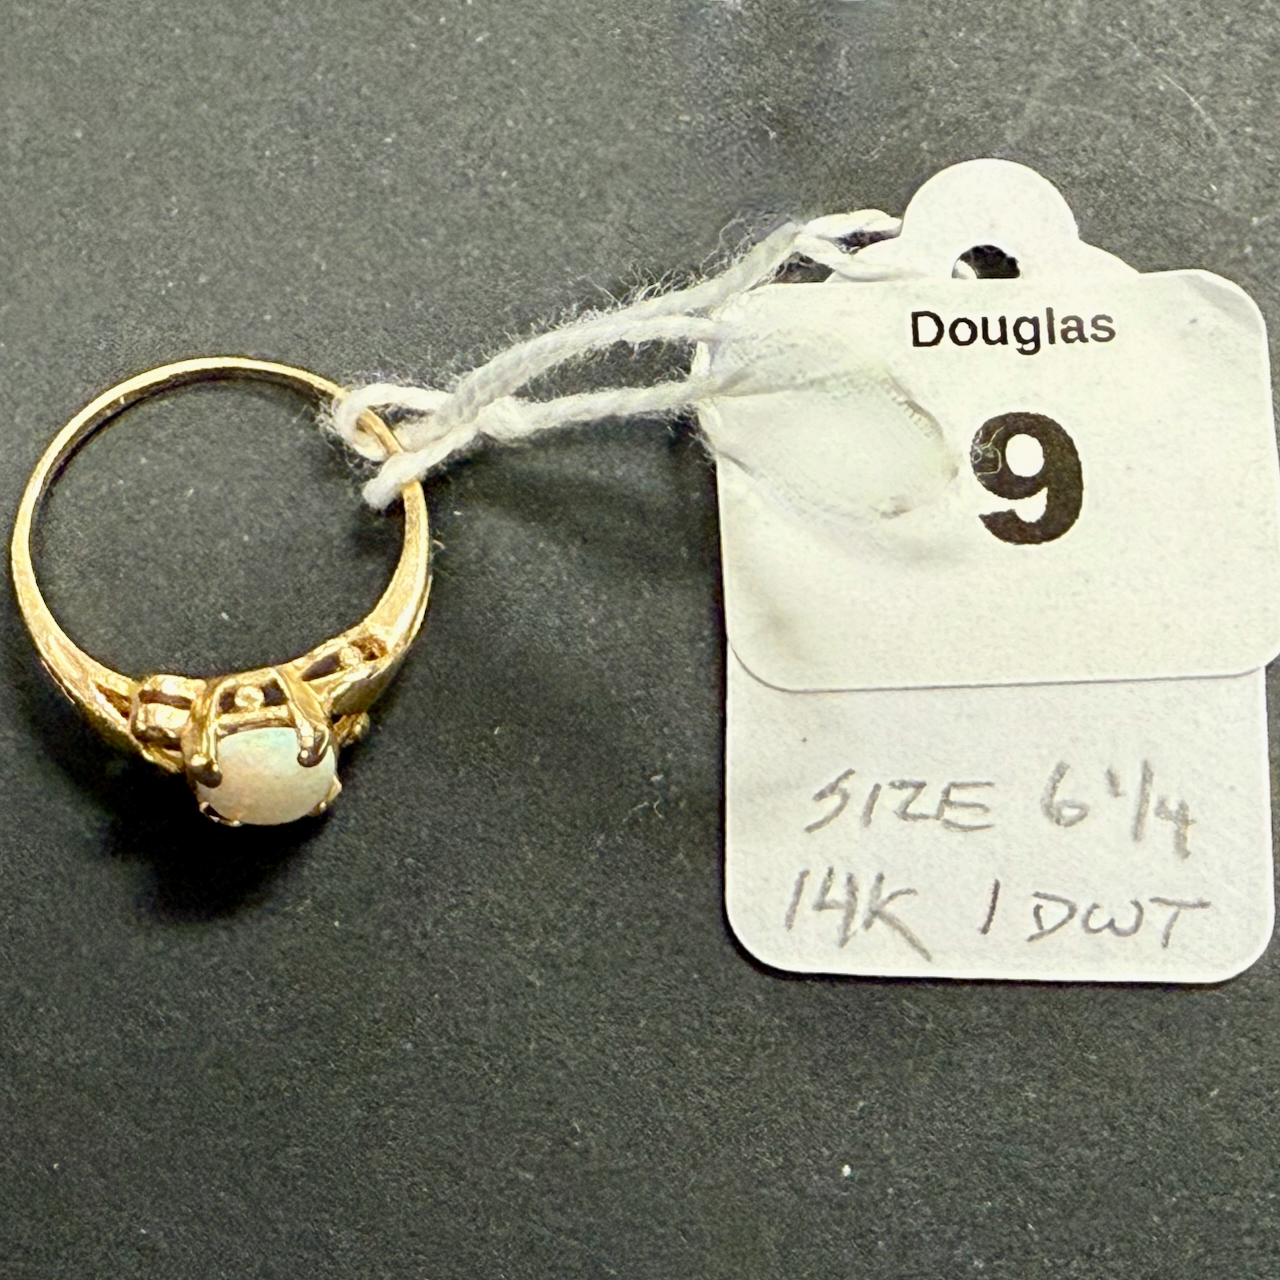 Douglas
9
SIZE 6 1/4
14K 1 DWT